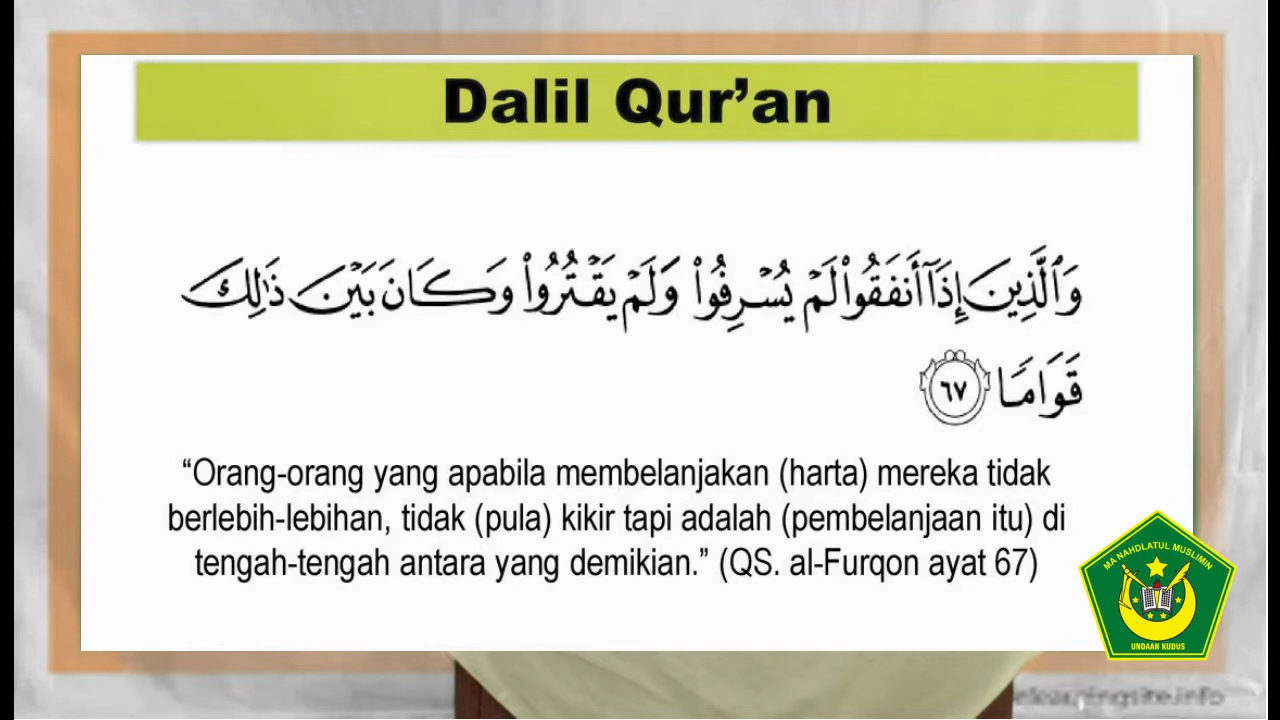 Dalil Qur’an
وَٱلَّذِينَ إِذَآ أَنفَقُوا۟ لَمْ يُسْرِفُوا۟ وَلَمْ يَقْتُرُوا۟ وَكَانَ بَيْنَ ذَٰلِكَ
قَوَامًا ٦٧
“Orang-orang yang apabila membelanjakan (harta) mereka tidak
berlebih-lebihan, tidak (pula) kikir tapi adalah (pembelanjaan itu) di
tengah-tengah antara yang demikian.” (QS. al-Furqon ayat 67)
MA NAHDLATUL MUSLIMIN
UNDAAN KUDUS